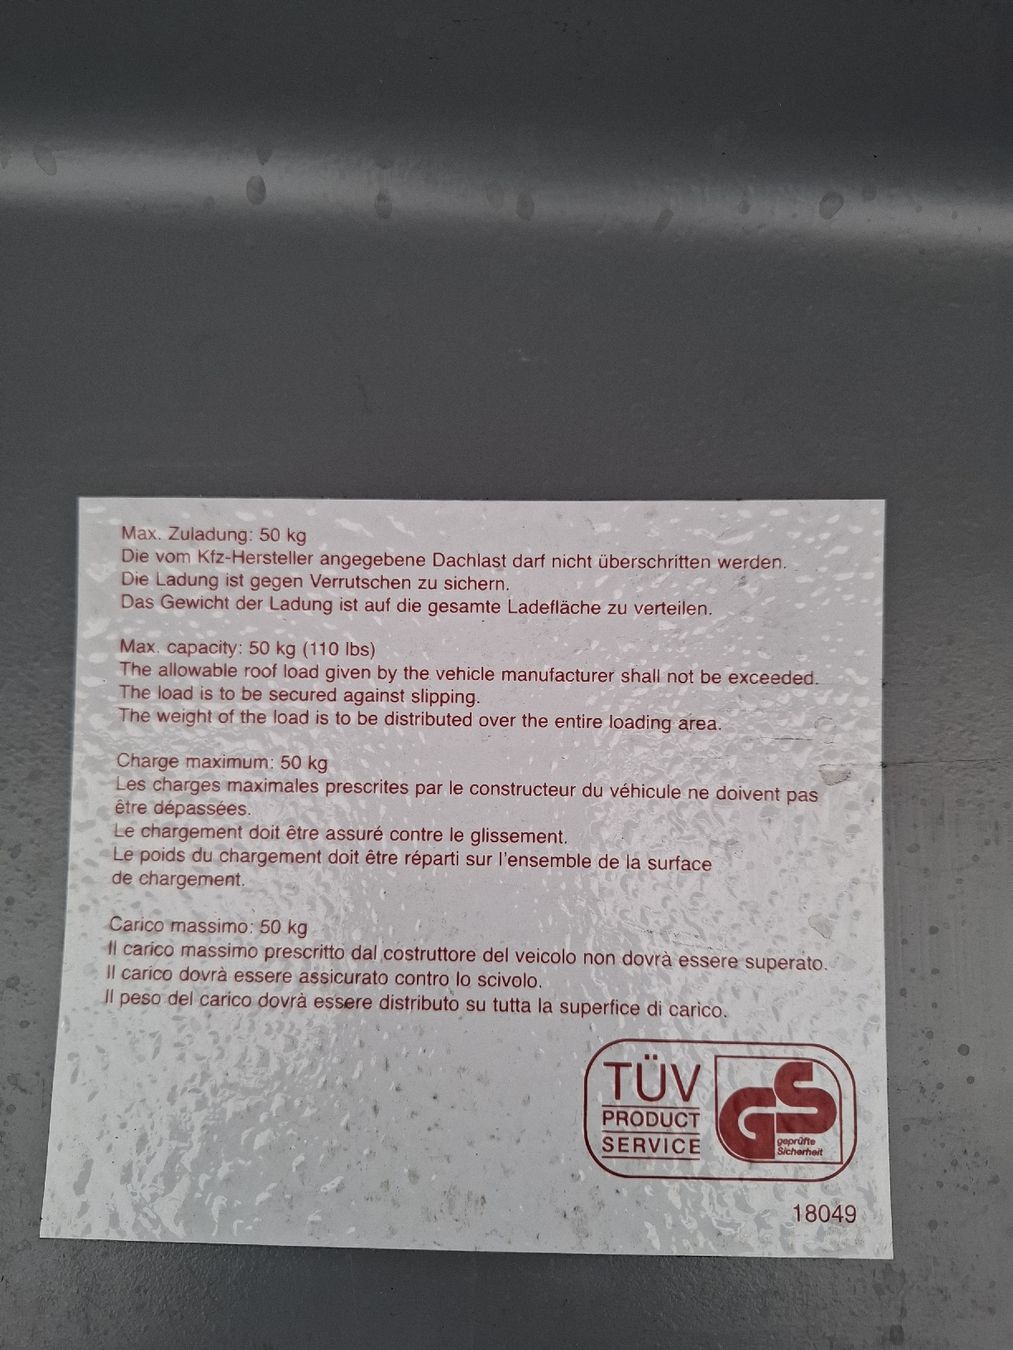 Max. Zuladung: 50 kg
Die vom Kfz-Hersteller angegebene Dachlast darf nicht überschritten werden.
Die Ladung ist gegen Verrutschen zu sichern.
Das Gewicht der Ladung ist auf die gesamte Ladefläche zu verteilen.
Max. capacity: 50 kg (110 lbs)
The allowable roof load given by the vehicle manufacturer shall not be exceeded.
The load is to be secured against slipping.
The weight of the load is to be distributed over the entire loading area.
Charge maximum: 50 kg
Les charges maximales prescrites par le constructeur du véhicule ne doivent pas
être dépassées.
Le chargement doit être assuré contre le glissement.
Le poids du chargement doit être réparti sur l'ensemble de la surface
de chargement.
Carico massimo: 50 kg
Il carico massimo prescritto dal costruttore del veicolo non dovrà essere superato.
Il carico dovrà essere assicurato contro lo scivolo.
Il peso del carico dovrà essere distributo su tutta la superfice di carico.
TÜV
PRODUCT
SERVICE
GS
geprüfte
Sicherheit
18049